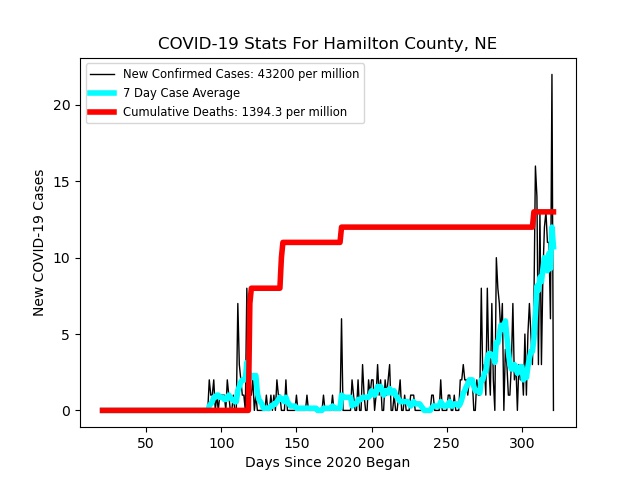 COVID-19 Stats For Hamilton County, NE
New Confirmed Cases: 43200 per million
7 Day Case Average
Cumulative Deaths: 1394.3 per million
New COVID-19 Cases
20
15
10
5
0
50
100
150
200
250
300
Days Since 2020 Began